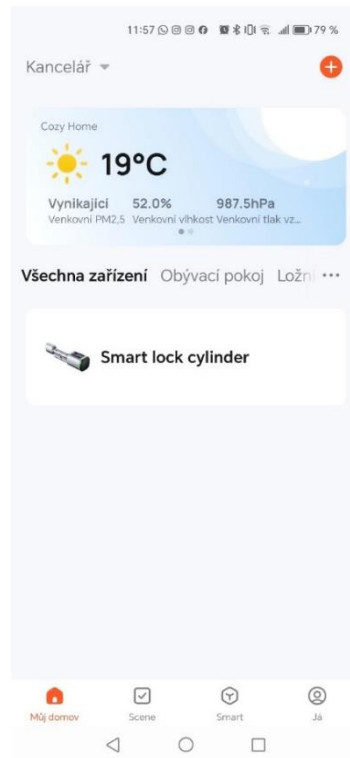 11:57 79 %
Kancelář
Cozy Home
19°C
Vynikající 52.0% 987.5hPa
Venkovní PM2,5 Venkovní vlhkost Venkovní tlak vz...
Všechna zařízení Obývací pokoj Ložni ...
Smart lock cylinder
Můj domov Scene Smart Já